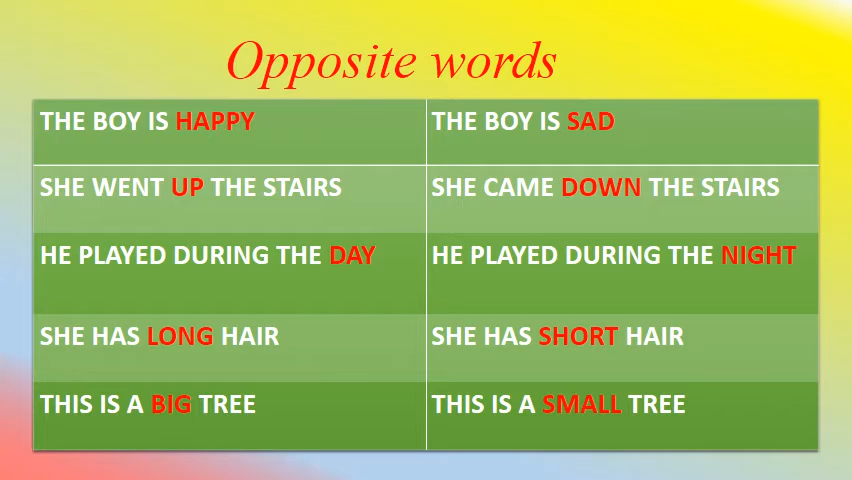 Opposite words
THE BOY IS HAPPY
THE BOY IS SAD
SHE WENT UP THE STAIRS
SHE CAME DOWN THE STAIRS
HE PLAYED DURING THE DAY
HE PLAYED DURING THE NIGHT
SHE HAS LONG HAIR
SHE HAS SHORT HAIR
THIS IS A BIG TREE
THIS IS A SMALL TREE